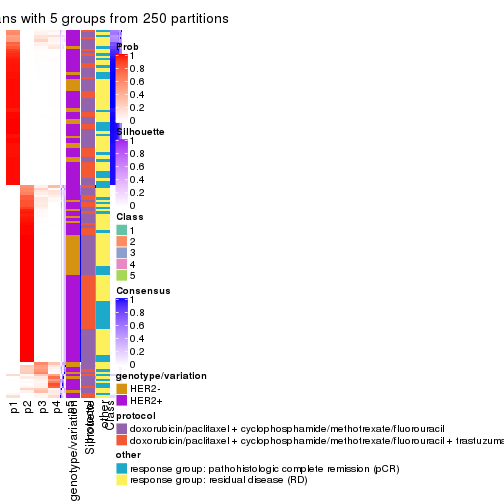 ns with 5 groups from 250 partitions
Prob
1
0.8
0.6
0.4
0.2
0
Silhouette
1
0.8
0.6
0.4
0.2
0
Class
1
2
3
4
5
Consensus
1
0.8
0.6
0.4
0.2
0
genotype/variation
HER2-
HER2+
protocol
doxorubicin/paclitaxel + cyclophosphamide/methotrexate/fluorouracil
doxorubicin/paclitaxel + cyclophosphamide/methotrexate/fluorouracil + trastuzuma
other
response group: pathohistologic complete remission (pCR)
response group: residual disease (RD)
p1
p2
p3
p4
genotype/variation
Silhouette
other
Class